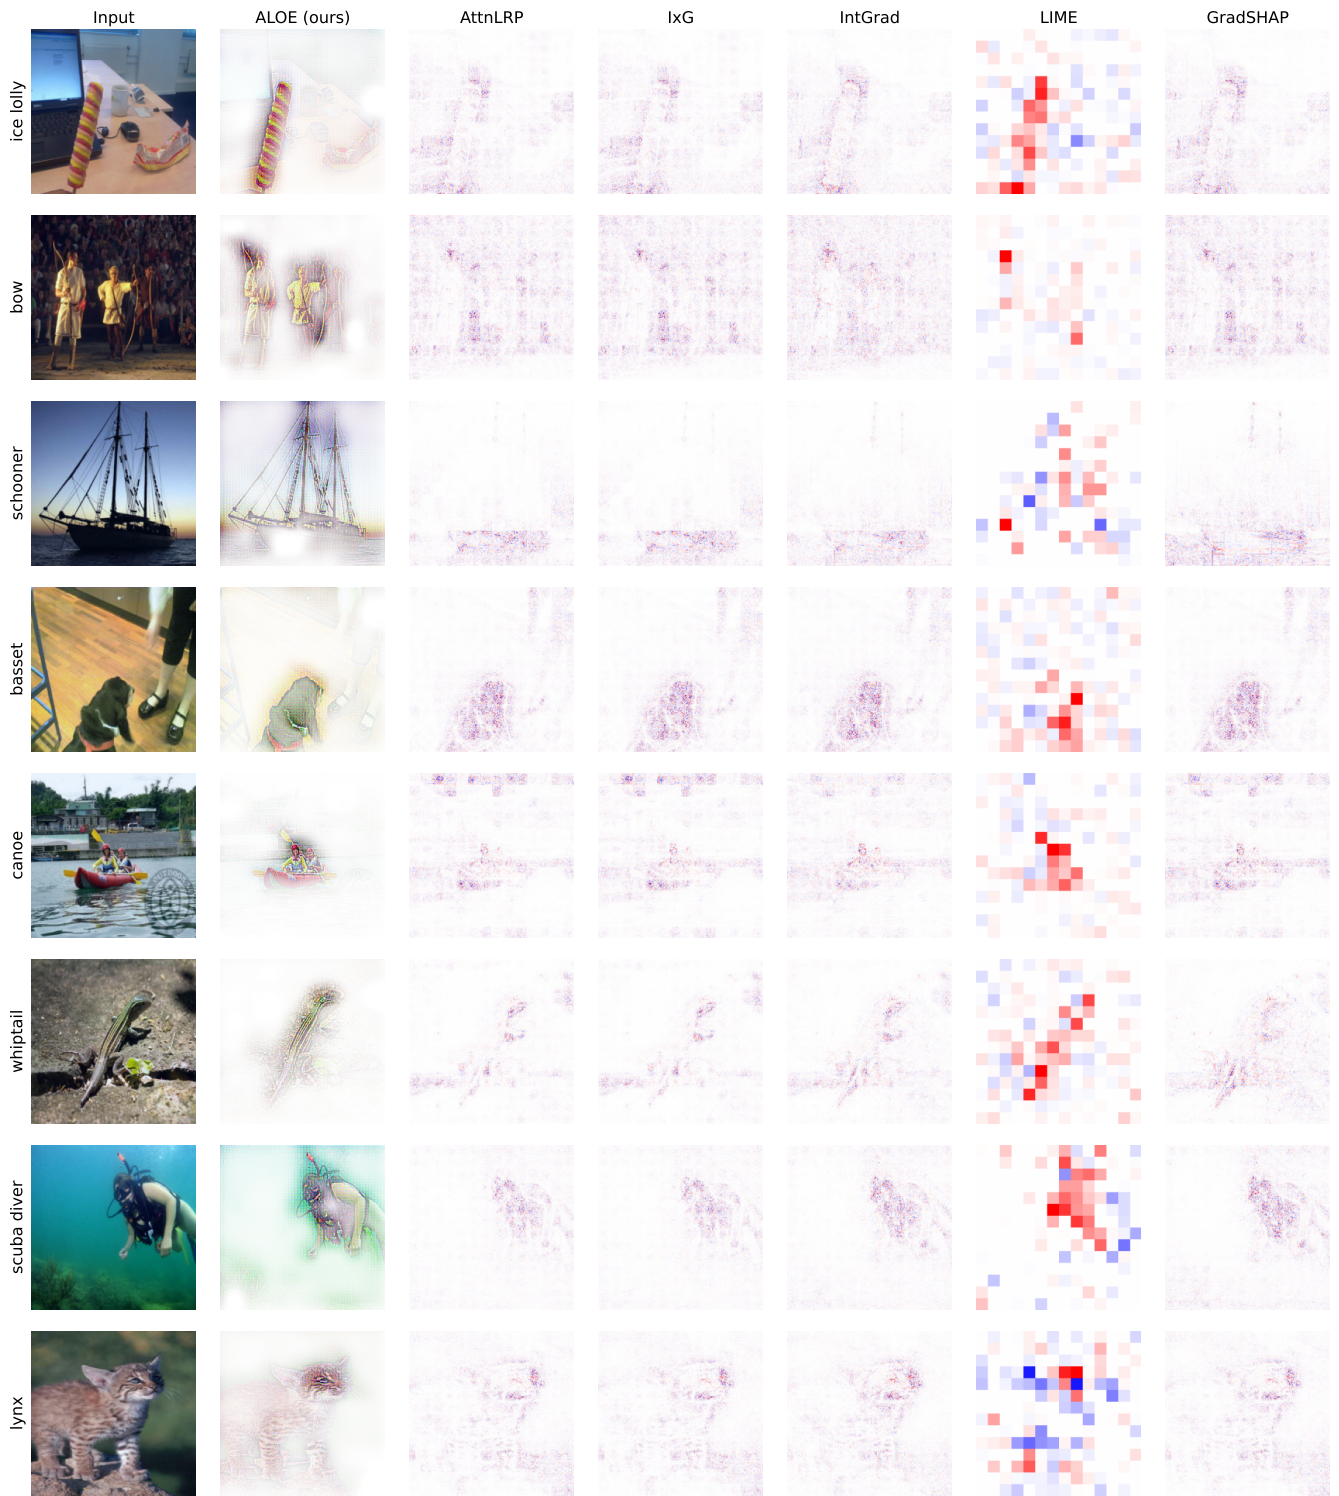 Input ALOE (ours) AttnLRP IxG IntGrad LIME GradSHAP
ice lolly
bow
schooner
basset
canoe
whiptail
scuba diver
lynx